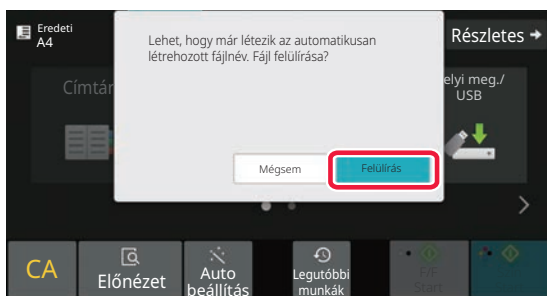 Eredeti
A4
Lehet, hogy már létezik az automatikusan
létrehozott fájlnév. Fájl felülírása?
Részletes
Címtár
elyi meg./
USB
Mégsem
Felülírás
CA
Előnézet
Auto
beállítás
Legutóbbi
munkák
F/F
Start